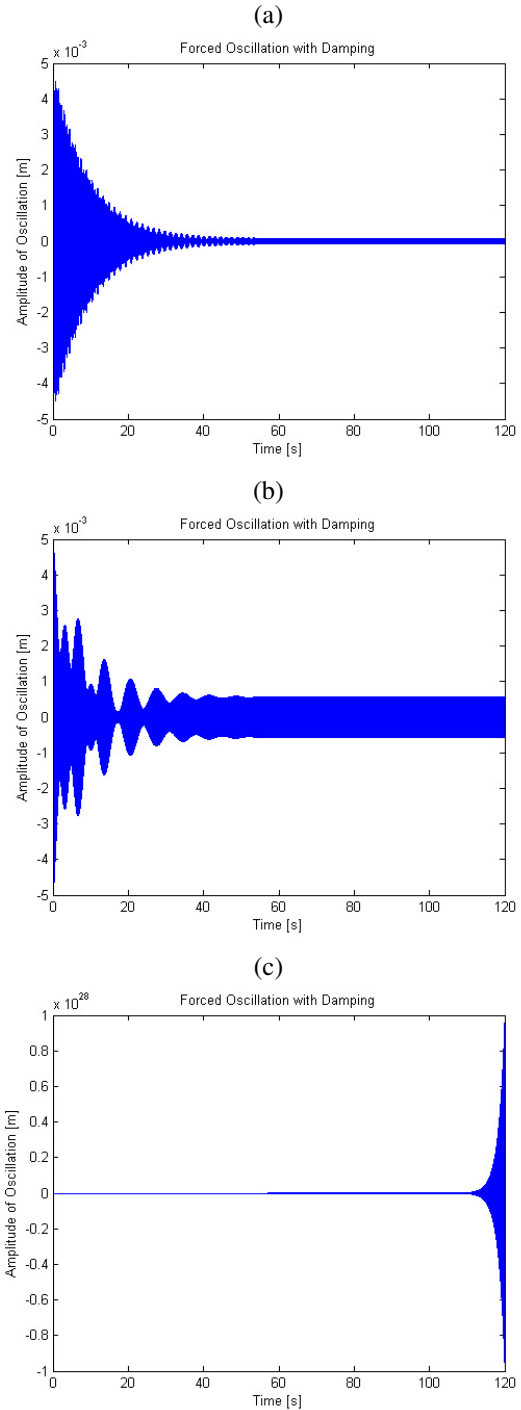 (a)
Forced Oscillation with Damping
x 10^-3
5
4
3
2
1
0
-1
-2
-3
-4
-5
Amplitude of Oscillation [m]
0 20 40 60 80 100 120
Time [s]
(b)
Forced Oscillation with Damping
x 10^-3
5
4
3
2
1
0
-1
-2
-3
-4
-5
Amplitude of Oscillation [m]
0 20 40 60 80 100 120
Time [s]
(c)
Forced Oscillation with Damping
x 10^28
1
0.8
0.6
0.4
0.2
0
-0.2
-0.4
-0.6
-0.8
-1
Amplitude of Oscillation [m]
0 20 40 60 80 100 120
Time [s]